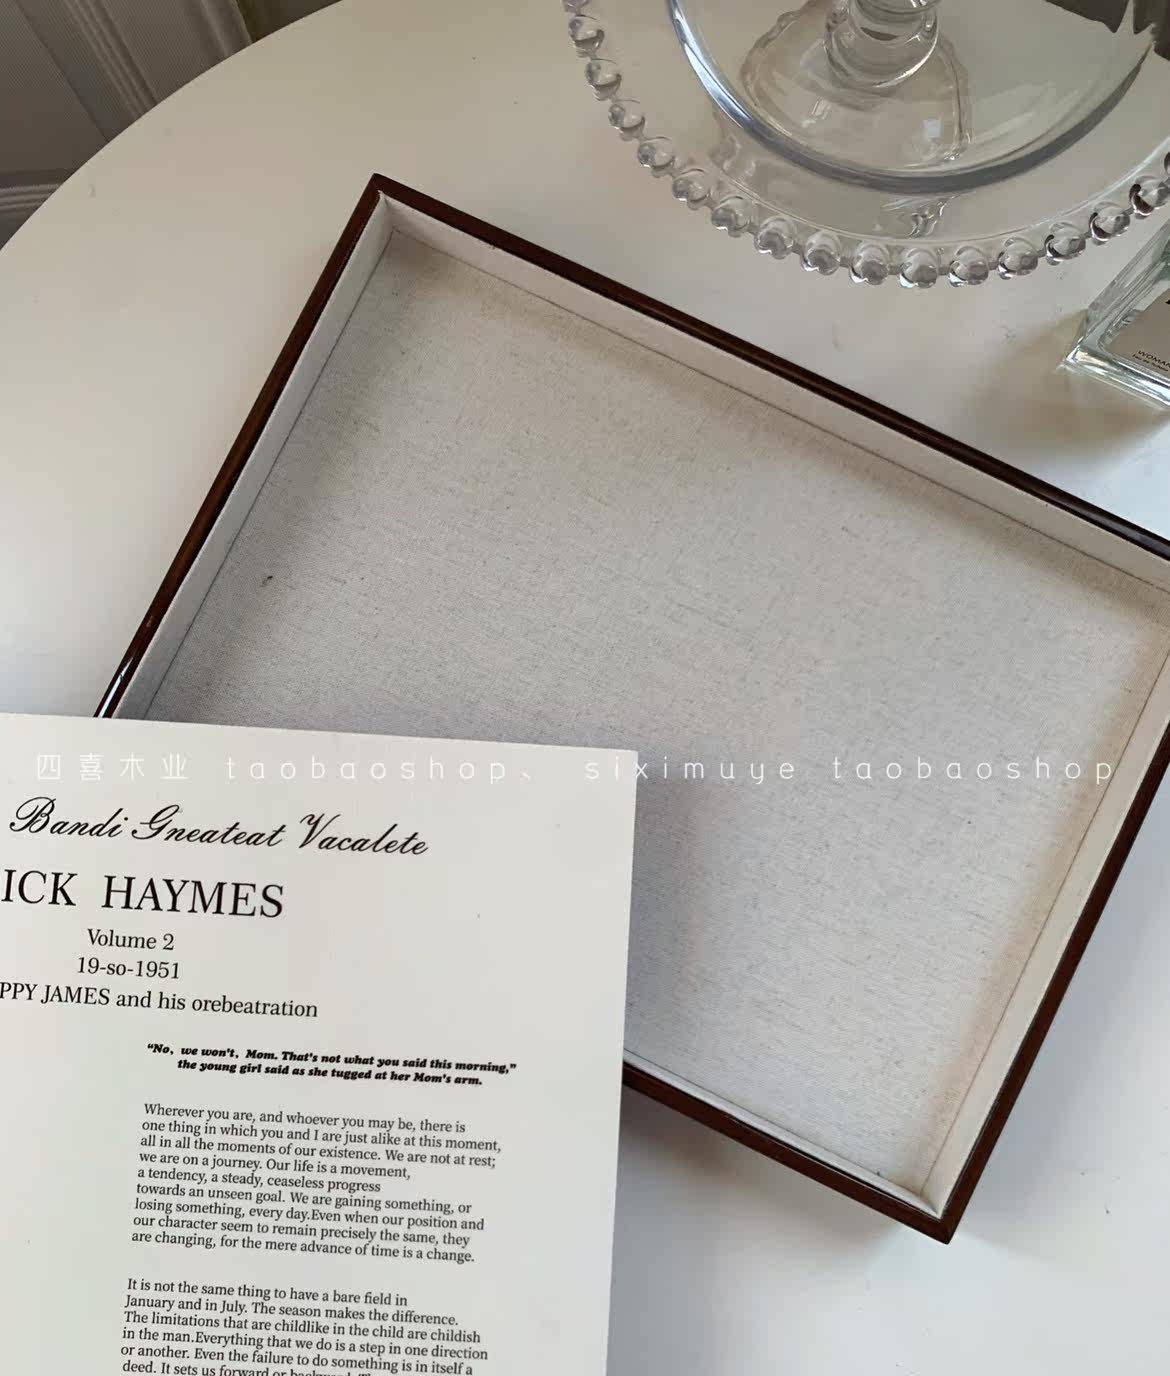 WOMAN
四喜木业 taobaoshop、 siximuye taobaoshop
Bandi Gneateat Vacalete
ICK HAYMES
Volume 2
19-so-1951
PPY JAMES and his orebeatration
“No, we won't, Mom. That's not what you said this morning,”
the young girl said as she tugged at her Mom's arm.
Wherever you are, and whoever you may be, there is
one thing in which you and I are just alike at this moment,
all in all the moments of our existence. We are not at rest;
we are on a journey. Our life is a movement,
a tendency, a steady, ceaseless progress
towards an unseen goal. We are gaining something, or
losing something, every day.Even when our position and
our character seem to remain precisely the same, they
are changing, for the mere advance of time is a change.
It is not the same thing to have a bare field in
January and in July. The season makes the difference.
The limitations that are childlike in the child are childish
in the man.Everything that we do is a step in one direction
or another. Even the failure to do something is in itself a
deed. It sets us forward or